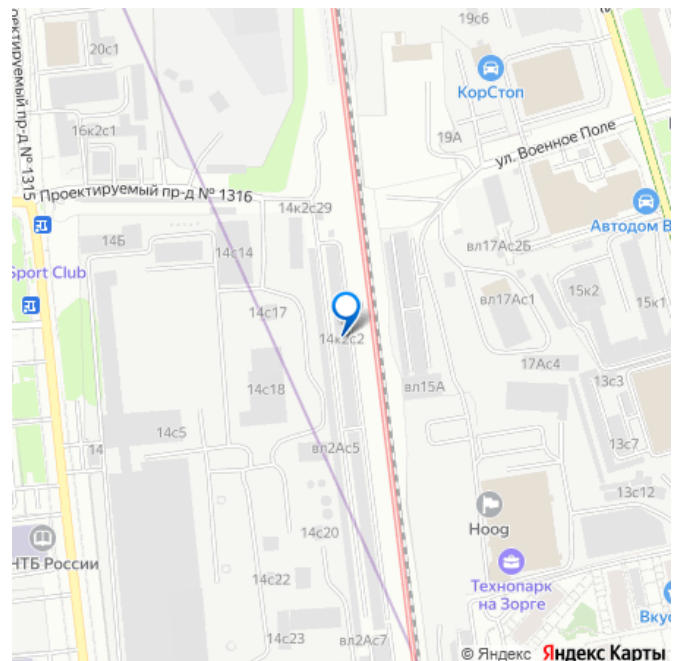 19с6
20с1
КорСтоп
Проектируемый пр-д № 1315
16к2с1
19А
ул. Военное Поле
Проектируемый пр-д № 1316
14к2с29
Автодом В
14Б
14с14
вл17Ас2Б
Sport Club
15к2
вл17Ас1
15к1
14с17
14к2с2
17Ас4
14с18
вл15А
13с3
14с5
14
вл2Ас5
13с7
13с12
14с20
Hoog
НТБ России
Технопарк
на Зорге
14с22
Вкус
14с23
вл2Ас7
© Яндекс Яндекс Карты